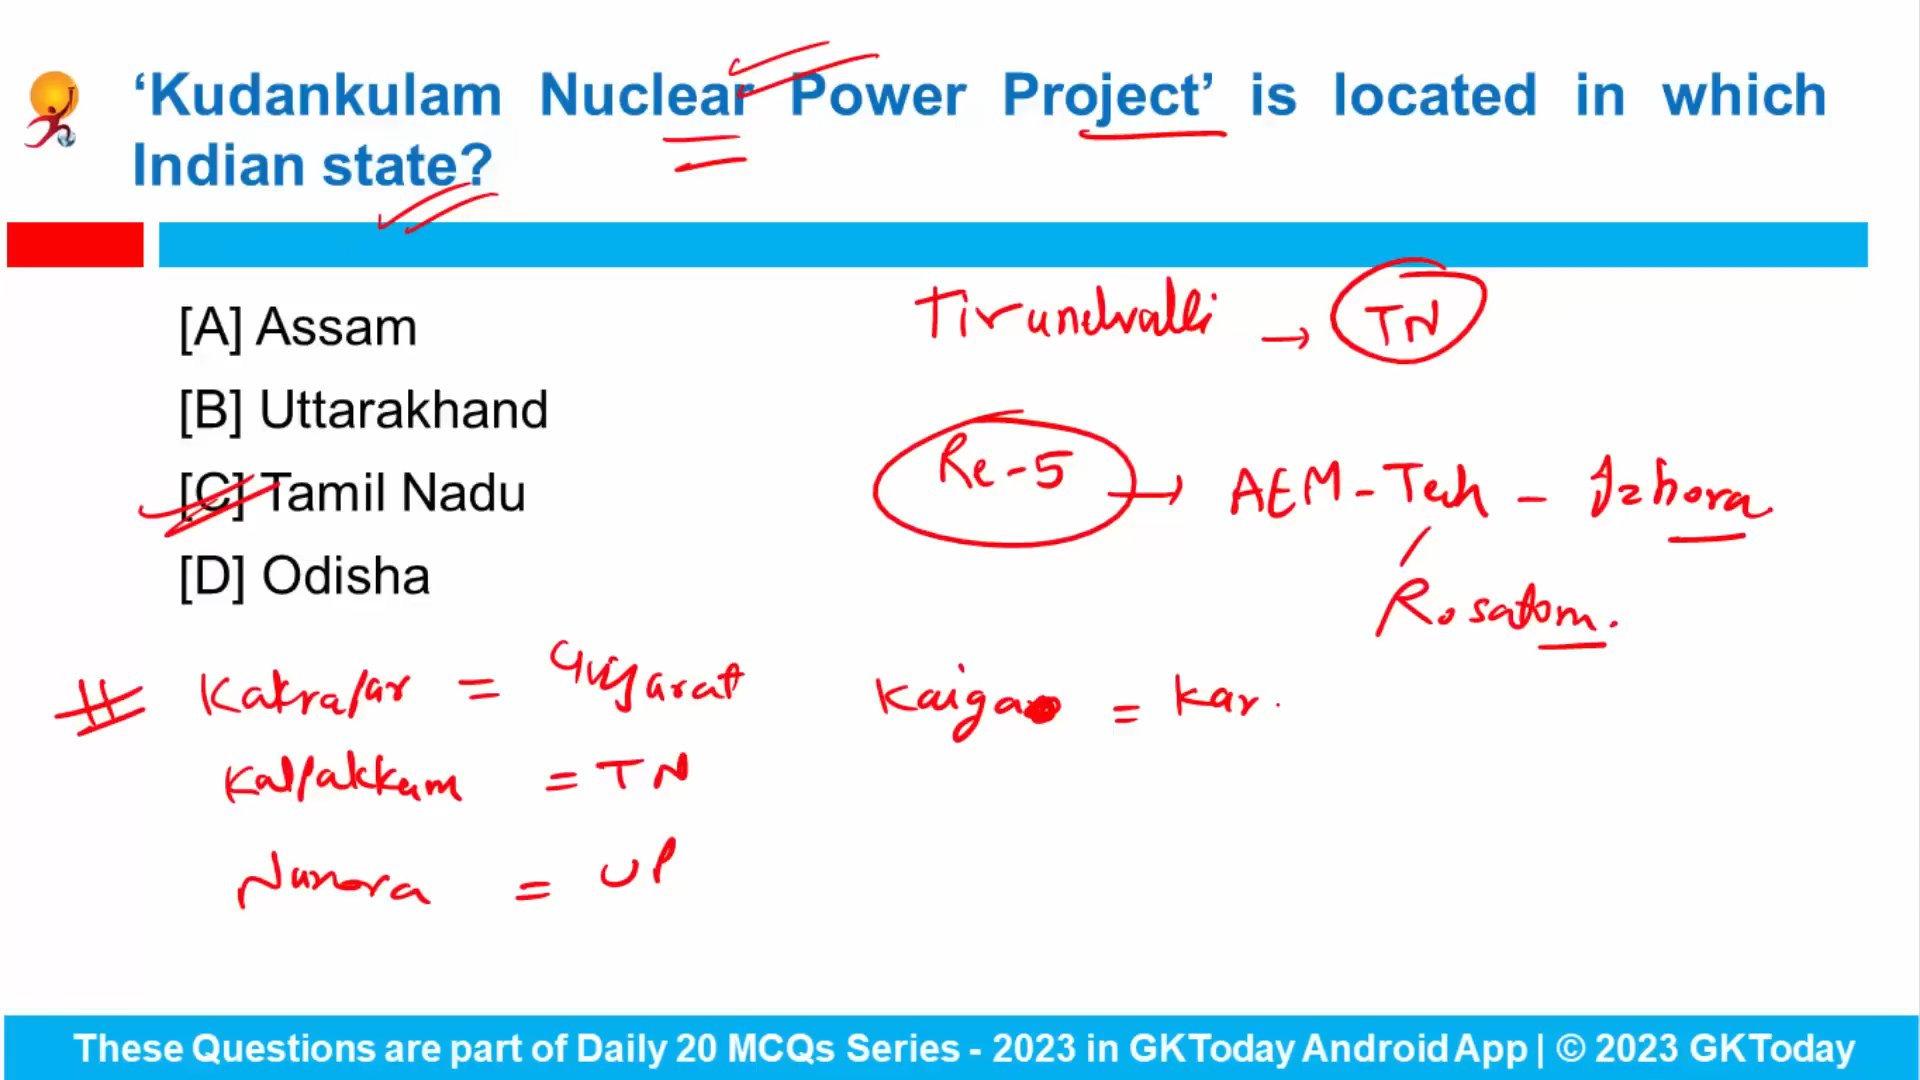 ‘Kudankulam Nuclear Power Project’ is located in which
Indian state?
[A] Assam
[B] Uttarakhand
[C] Tamil Nadu
[D] Odisha
Tirunelvalli → TN
Re-5 → AEM-Tech - Izhora
Rosatom.
# Kakrapar = Gujarat
Kaiga = Kar.
Kalpakkam = TN
Narora = UP
These Questions are part of Daily 20 MCQs Series - 2023 in GKToday Android App | © 2023 GKToday